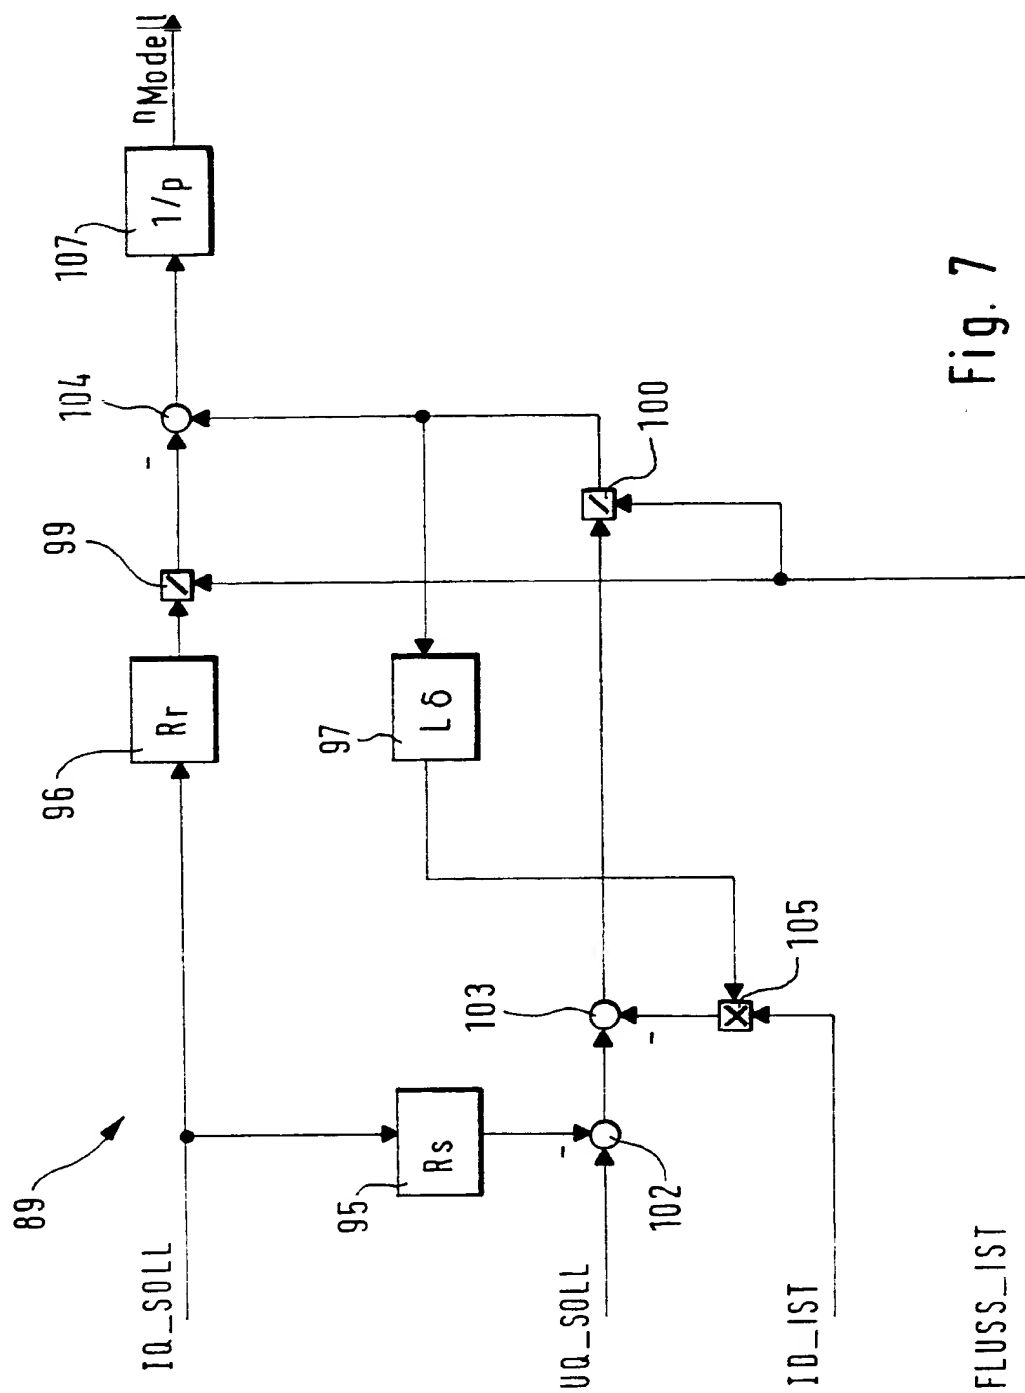 89
IQ_SOLL
96
Rr
99
-
104
107
1/p
nModell
95
Rs
97
Lδ
UQ_SOLL
-
102
103
-
100
ID_IST
105
FLUSS_IST
Fig. 7